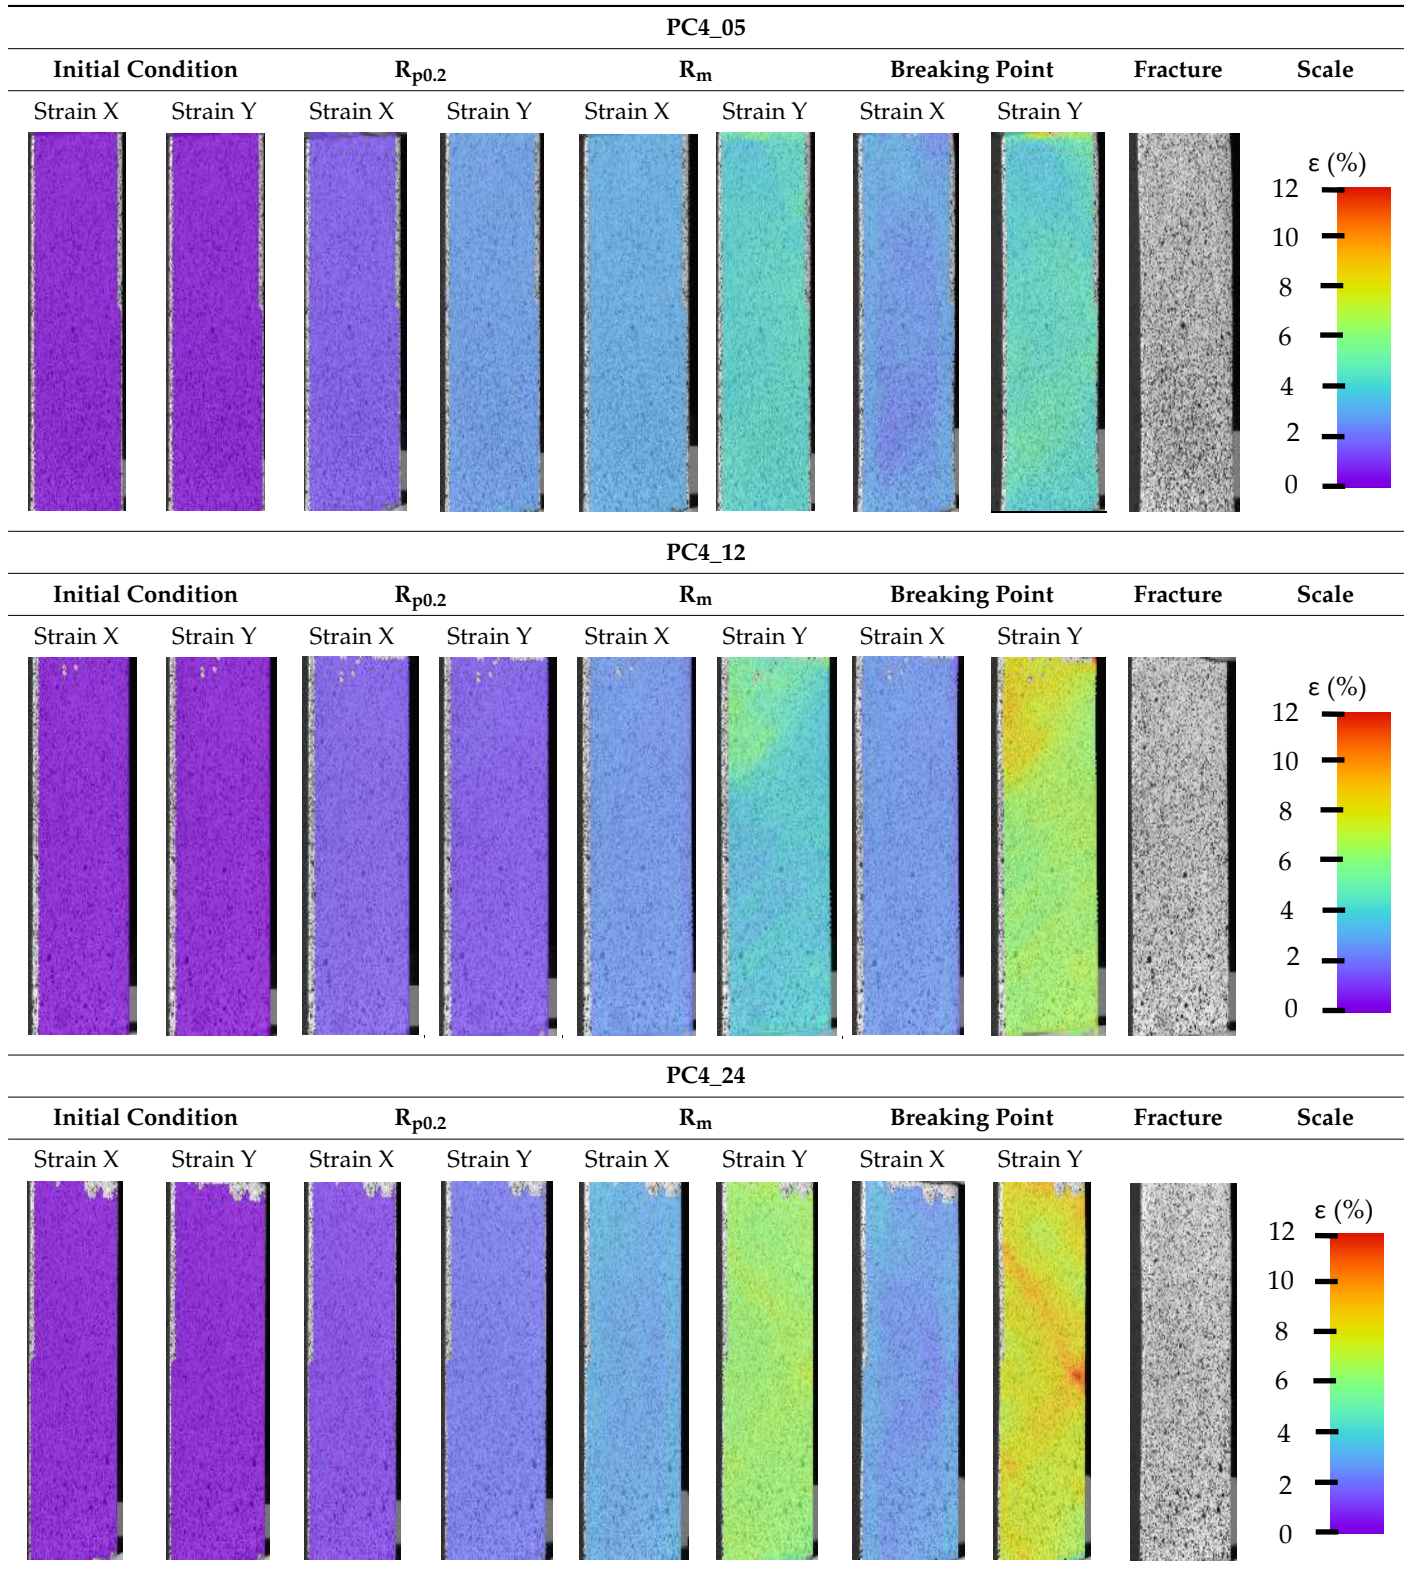 PC4_05
Initial Condition Rp0.2 Rm Breaking Point Fracture Scale
Strain X Strain Y Strain X Strain Y Strain X Strain Y Strain X Strain Y
ε (%)
12
10
8
6
4
2
0
PC4_12
Initial Condition Rp0.2 Rm Breaking Point Fracture Scale
Strain X Strain Y Strain X Strain Y Strain X Strain Y Strain X Strain Y
ε (%)
12
10
8
6
4
2
0
PC4_24
Initial Condition Rp0.2 Rm Breaking Point Fracture Scale
Strain X Strain Y Strain X Strain Y Strain X Strain Y Strain X Strain Y
ε (%)
12
10
8
6
4
2
0